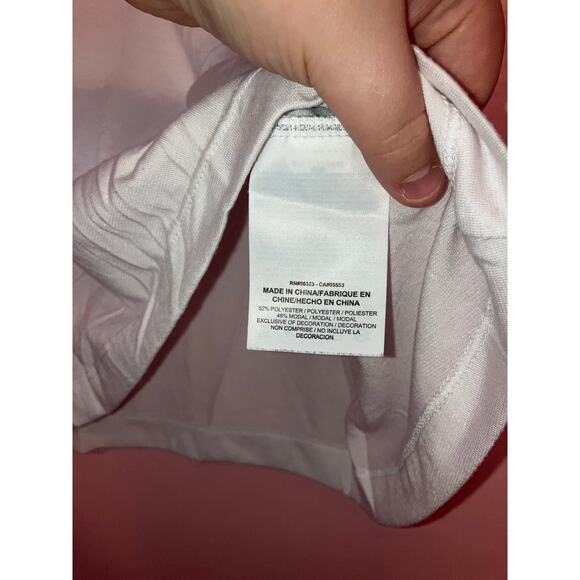 RN#56323 - CA#05553
MADE IN CHINA/FABRIQUE EN
CHINE/HECHO EN CHINA
52% POLYESTER / POLYESTER / POLIESTER
48% MODAL / MODAL / MODAL
EXCLUSIVE OF DECORATION / DECORATION
NON COMPRISE / NO INCLUYE LA
DECORACION